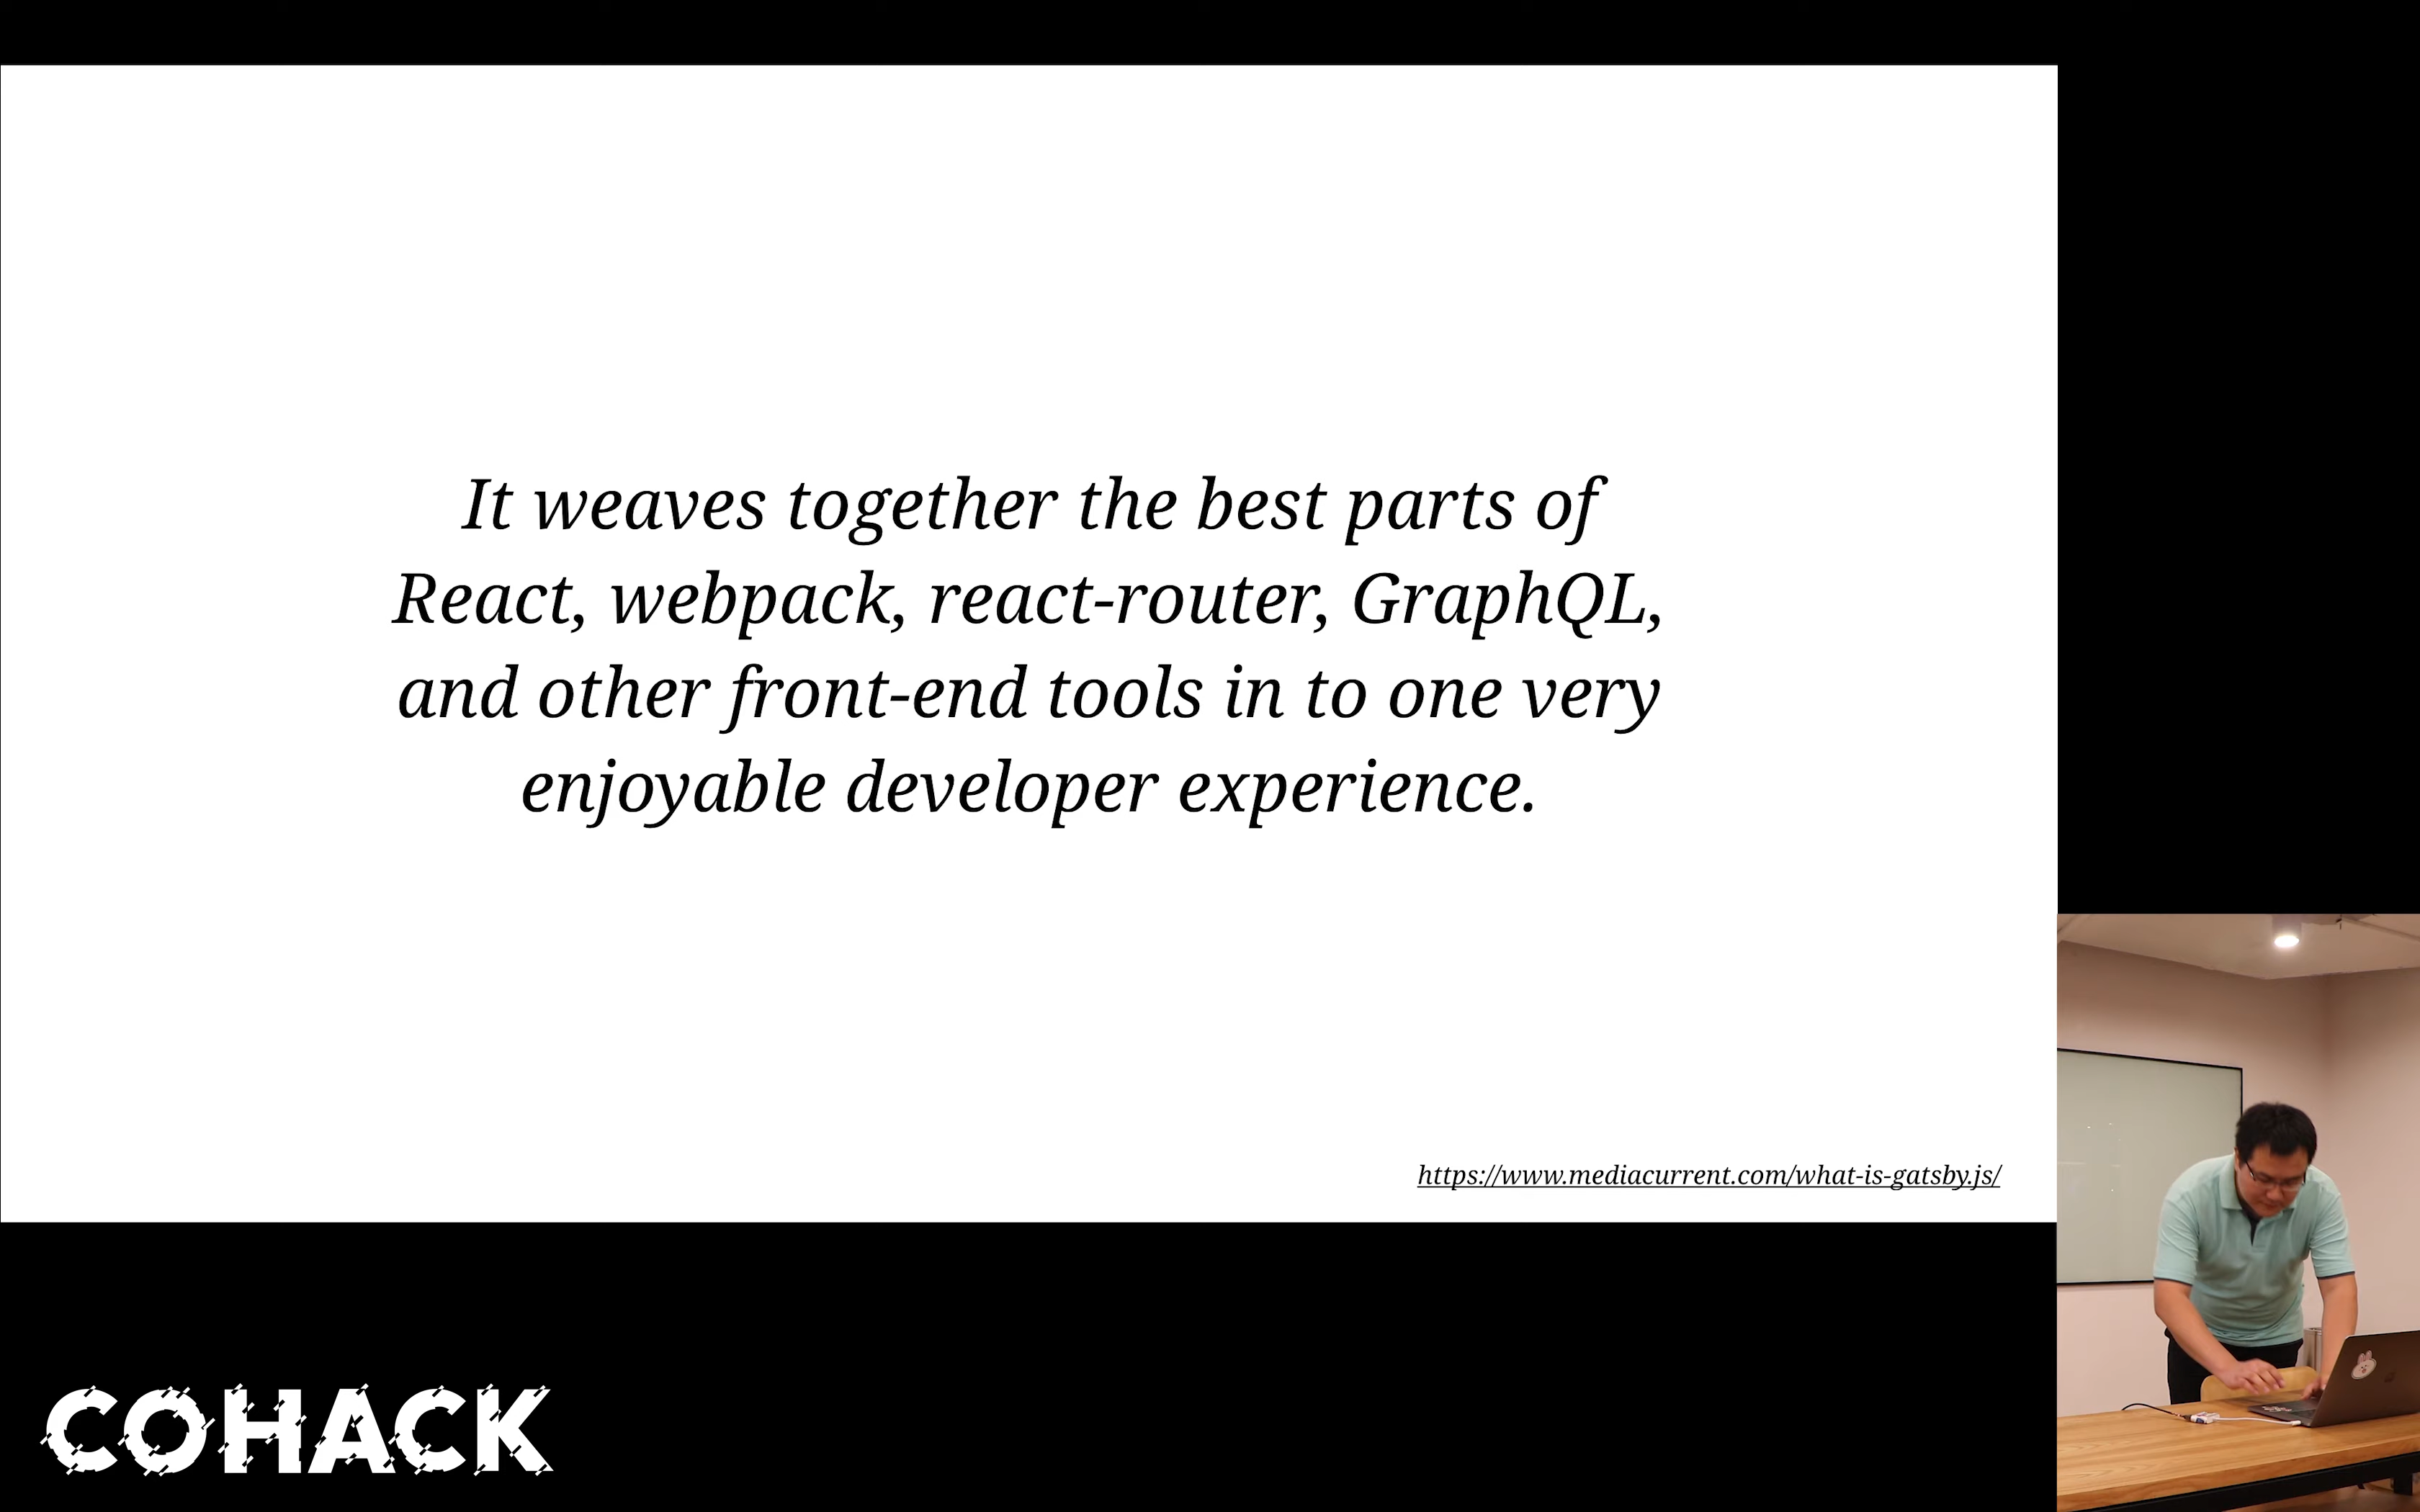 It weaves together the best parts of
React, webpack, react-router, GraphQL,
and other front-end tools in to one very
enjoyable developer experience.
https://www.mediacurrent.com/what-is-gatsby.js/
COHACK